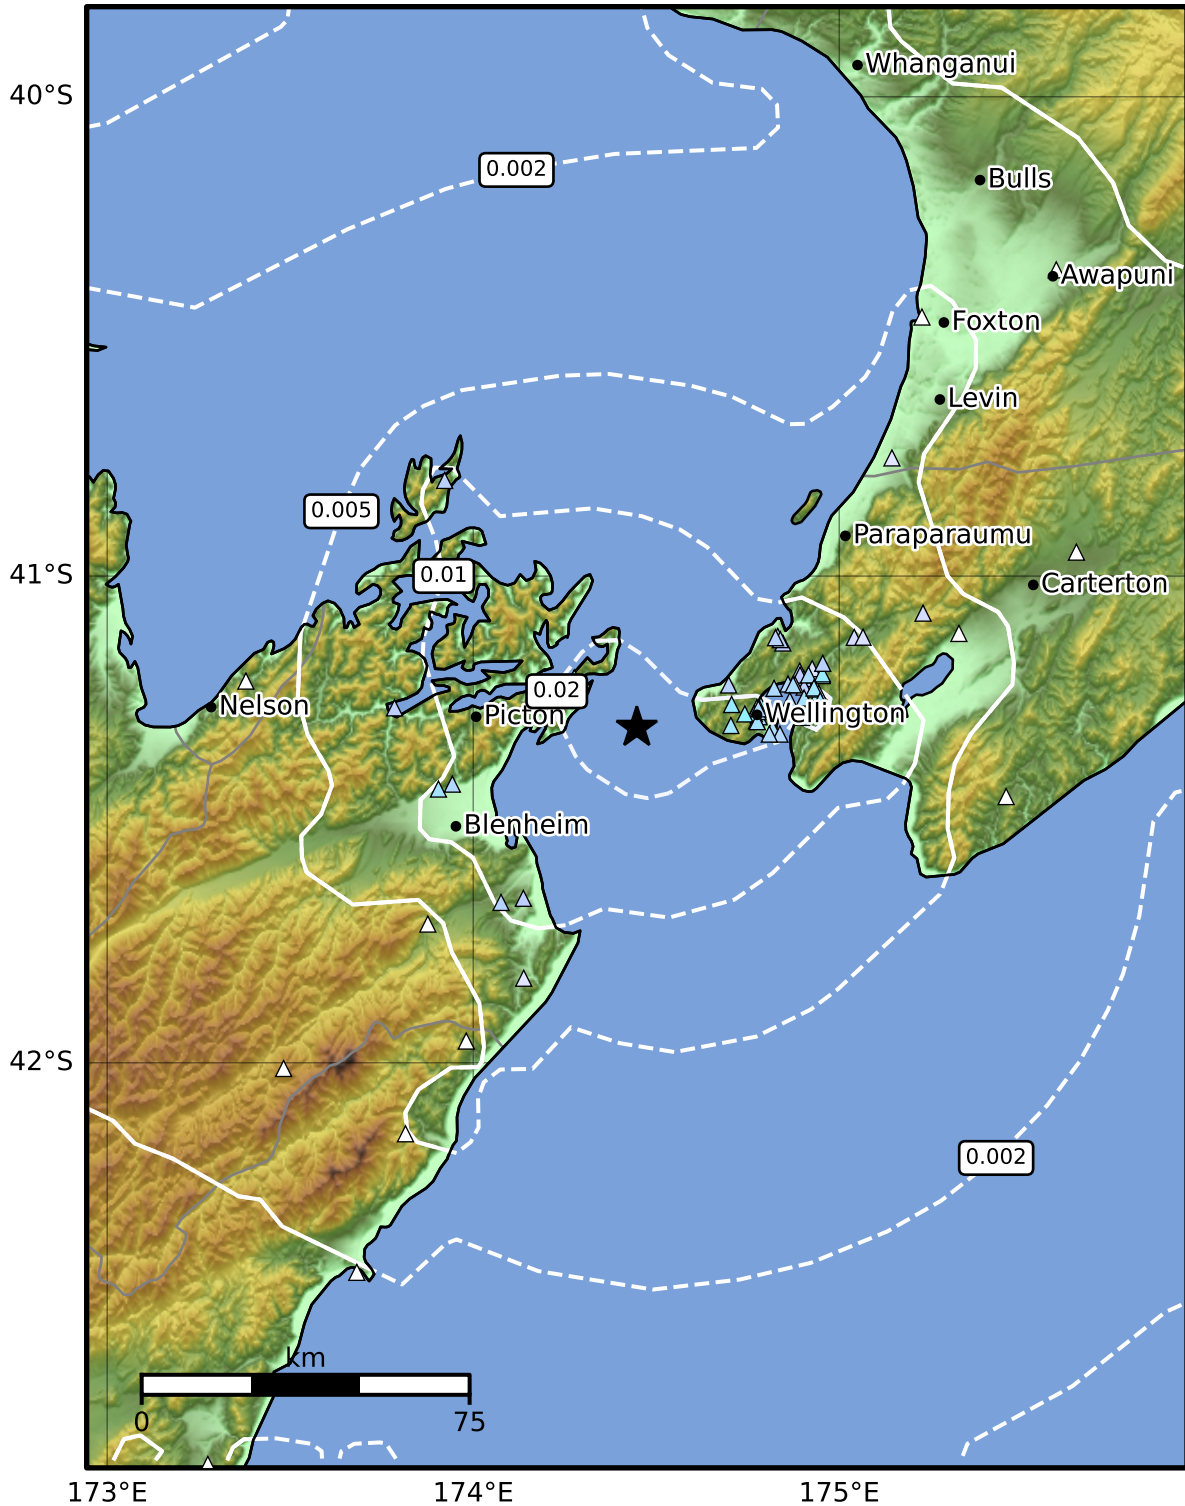 Whanganui
40°S
0.002
Bulls
Awapuni
Foxton
Levin
0.005
Paraparaumu
41°S
0.01
Carterton
0.02
Nelson
Picton
Wellington
Blenheim
42°S
0.002
km
0
75
173°E
174°E
175°E